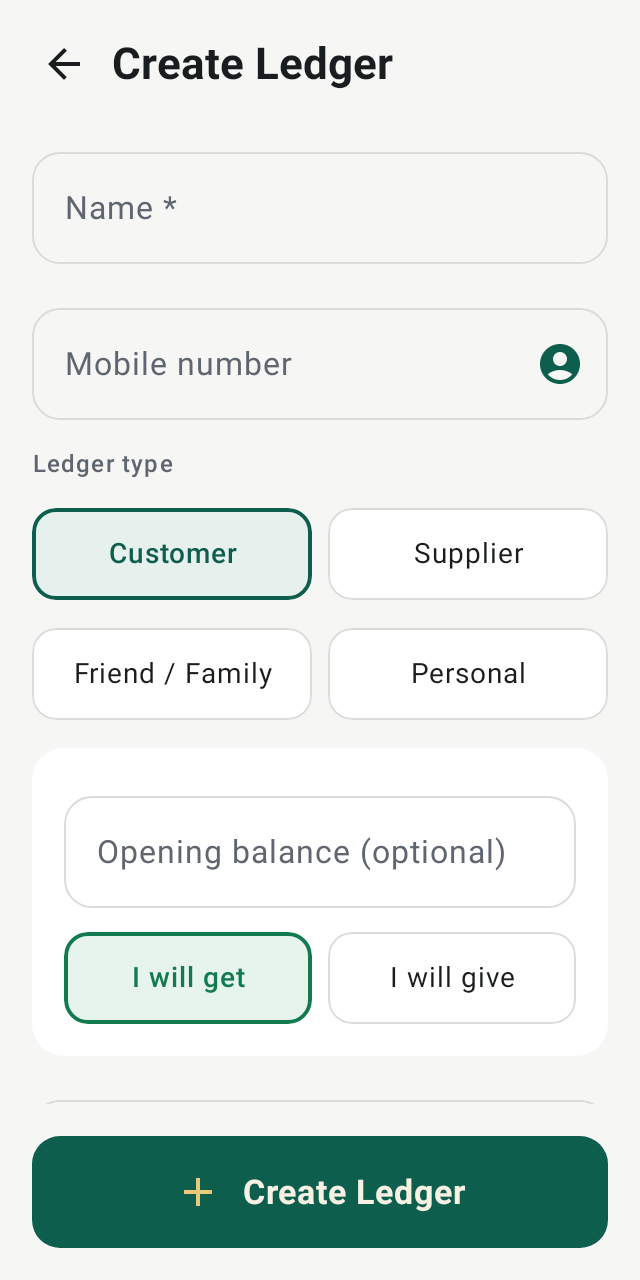 Create Ledger
Name *
Mobile number
Ledger type
Customer
Supplier
Friend / Family
Personal
Opening balance (optional)
I will get
I will give
Create Ledger